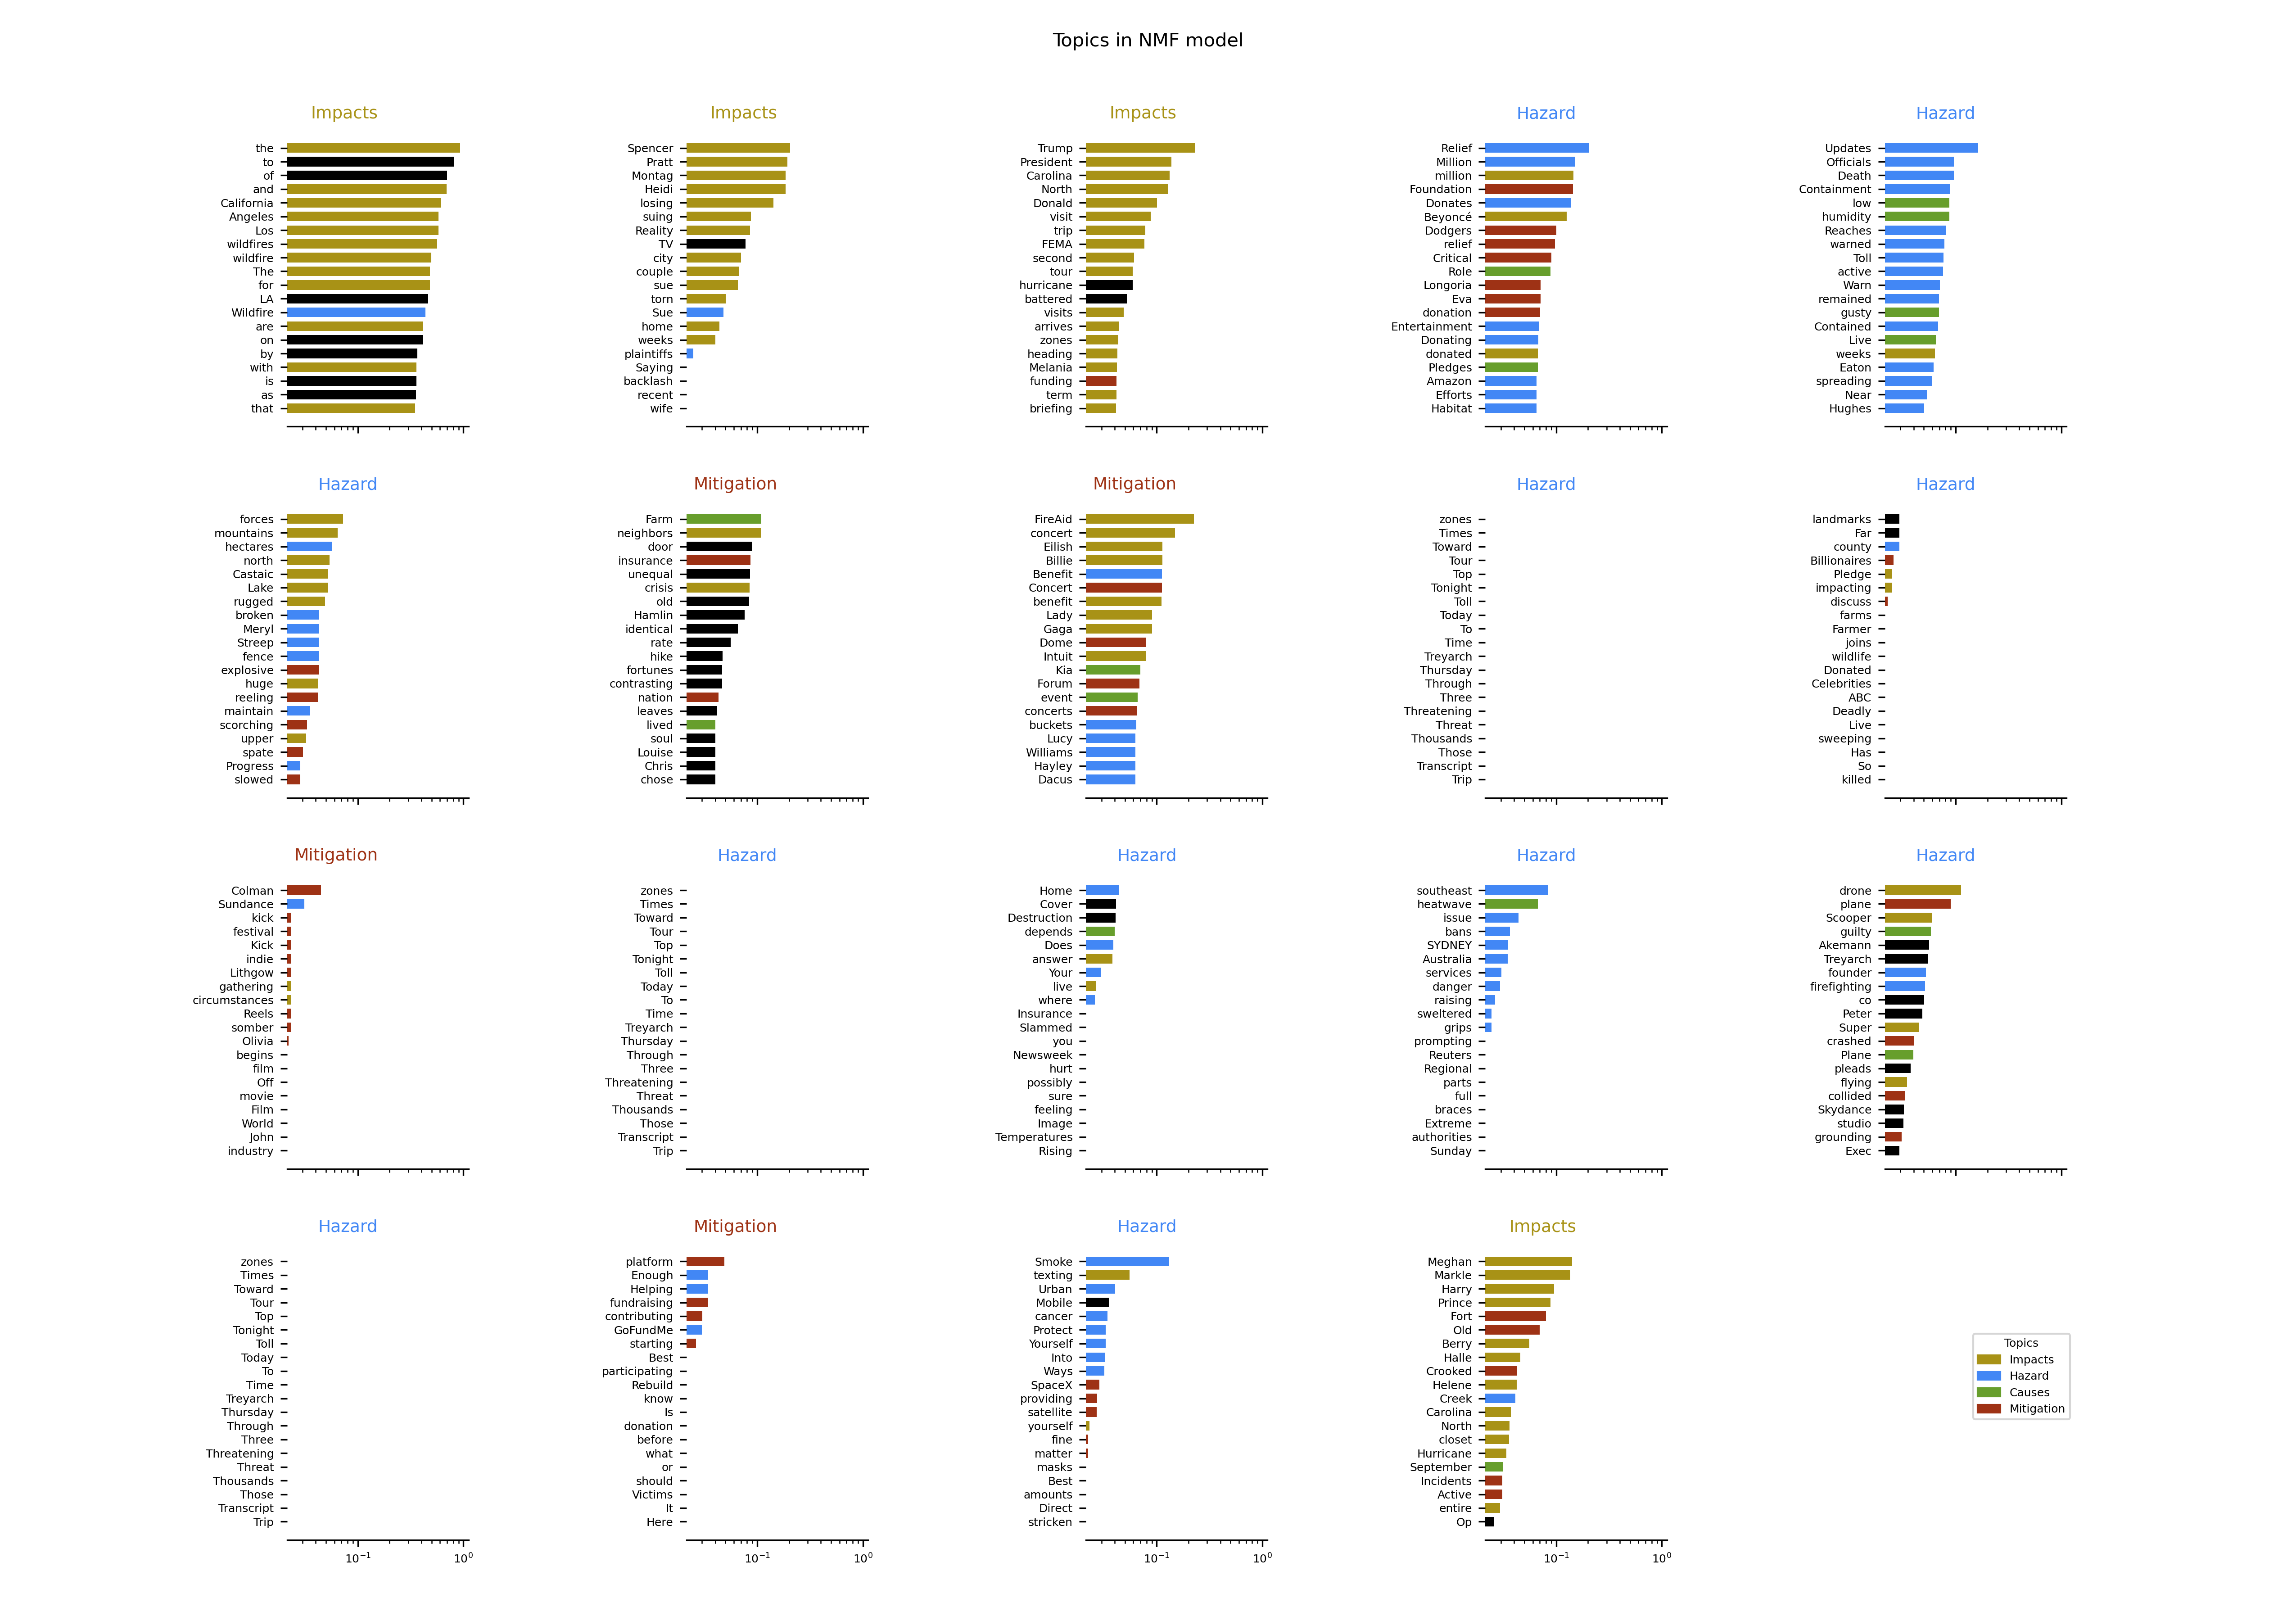 Topics in NMF model
Impacts
the
to
of
and
California
Angeles
Los
wildfires
wildfire
The
for
LA
Wildfire
are
on
by
with
is
as
that
Impacts
Spencer
Pratt
Montag
Heidi
losing
suing
Reality
TV
city
couple
sue
torn
Sue
home
weeks
plaintiffs
Saying
backlash
recent
wife
Impacts
Trump
President
Carolina
North
Donald
visit
trip
FEMA
second
tour
hurricane
battered
visits
arrives
zones
heading
Melania
funding
term
briefing
Hazard
Relief
Million
million
Foundation
Donates
Beyoncé
Dodgers
relief
Critical
Role
Longoria
Eva
donation
Entertainment
Donating
donated
Pledges
Amazon
Efforts
Habitat
Hazard
Updates
Officials
Death
Containment
low
humidity
Reaches
warned
Toll
active
Warn
remained
gusty
Contained
Live
weeks
Eaton
spreading
Near
Hughes
Hazard
forces
mountains
hectares
north
Castaic
Lake
rugged
broken
Meryl
Streep
fence
explosive
huge
reeling
maintain
scorching
upper
spate
Progress
slowed
Mitigation
Farm
neighbors
door
insurance
unequal
crisis
old
Hamlin
identical
rate
hike
fortunes
contrasting
nation
leaves
lived
soul
Louise
Chris
chose
Mitigation
FireAid
concert
Eilish
Billie
Benefit
Concert
benefit
Lady
Gaga
Dome
Intuit
Kia
Forum
event
concerts
buckets
Lucy
Williams
Hayley
Dacus
Hazard
zones
Times
Toward
Tour
Top
Tonight
Toll
Today
To
Time
Treyarch
Thursday
Through
Three
Threatening
Threat
Thousands
Those
Transcript
Trip
Hazard
landmarks
Far
county
Billionaires
Pledge
impacting
discuss
farms
Farmer
joins
wildlife
Donated
Celebrities
ABC
Deadly
Live
sweeping
Has
So
killed
Mitigation
Colman
Sundance
kick
festival
Kick
indie
Lithgow
gathering
circumstances
Reels
somber
Olivia
begins
film
Off
movie
Film
World
John
industry
Hazard
zones
Times
Toward
Tour
Top
Tonight
Toll
Today
To
Time
Treyarch
Thursday
Through
Three
Threatening
Threat
Thousands
Those
Transcript
Trip
Hazard
Home
Cover
Destruction
depends
Does
answer
Your
live
where
Insurance
Slammed
you
Newsweek
hurt
possibly
sure
feeling
Image
Temperatures
Rising
Hazard
southeast
heatwave
issue
bans
SYDNEY
Australia
services
danger
raising
sweltered
grips
prompting
Reuters
Regional
parts
full
braces
Extreme
authorities
Sunday
Hazard
drone
plane
Scooper
guilty
Akemann
Treyarch
founder
firefighting
co
Peter
Super
crashed
Plane
pleads
flying
collided
Skydance
studio
grounding
Exec
Hazard
zones
Times
Toward
Tour
Top
Tonight
Toll
Today
To
Time
Treyarch
Thursday
Through
Three
Threatening
Threat
Thousands
Those
Transcript
Trip
10⁻¹ 10⁰
Mitigation
platform
Enough
Helping
fundraising
contributing
GoFundMe
starting
Best
participating
Rebuild
know
Is
donation
before
what
or
should
Victims
It
Here
10⁻¹ 10⁰
Hazard
Smoke
texting
Urban
Mobile
cancer
Protect
Yourself
Into
Ways
SpaceX
providing
satellite
yourself
fine
matter
masks
Best
amounts
Direct
stricken
10⁻¹ 10⁰
Impacts
Meghan
Markle
Harry
Prince
Fort
Old
Berry
Halle
Crooked
Helene
Creek
Carolina
North
closet
Hurricane
September
Incidents
Active
entire
Op
10⁻¹ 10⁰
Topics
Impacts
Hazard
Causes
Mitigation